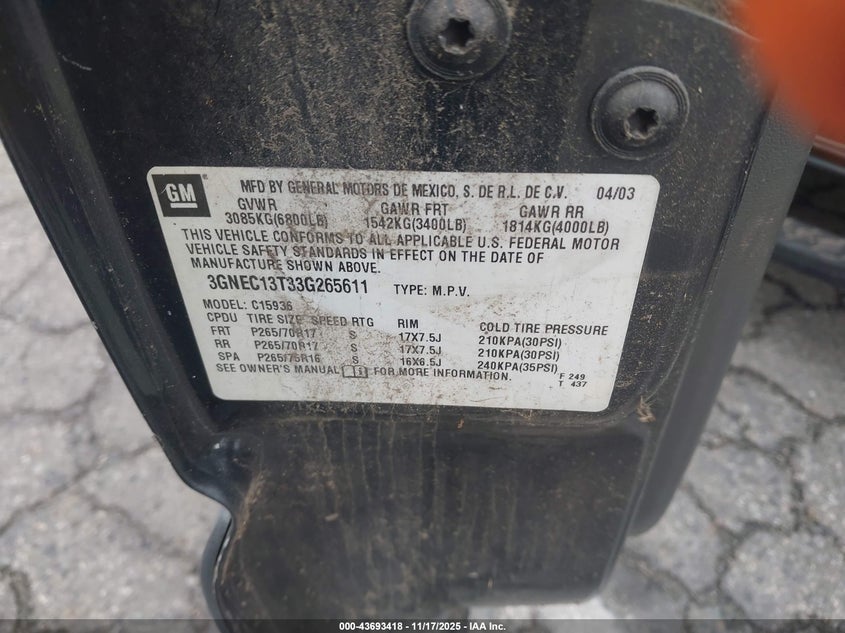 GM
MFD BY GENERAL MOTORS DE MEXICO, S. DE R.L. DE C.V. 04/03
GVWR GAWR FRT GAWR RR
3085KG(6800LB) 1542KG(3400LB) 1814KG(4000LB)
THIS VEHICLE CONFORMS TO ALL APPLICABLE U.S. FEDERAL MOTOR
VEHICLE SAFETY STANDARDS IN EFFECT ON THE DATE OF
MANUFACTURE SHOWN ABOVE.
3GNEC13T33G265611 TYPE: M.P.V.
MODEL: C15936
CPDU TIRE SIZE SPEED RTG RIM COLD TIRE PRESSURE
FRT P265/70R17 S 17X7.5J 210KPA(30PSI)
RR P265/70R17 S 17X7.5J 210KPA(30PSI)
SPA P265/75R16 S 16X6.5J 240KPA(35PSI)
SEE OWNER'S MANUAL FOR MORE INFORMATION.
F 249
T 437
000-43693418 - 11/17/2025 - IAA Inc.